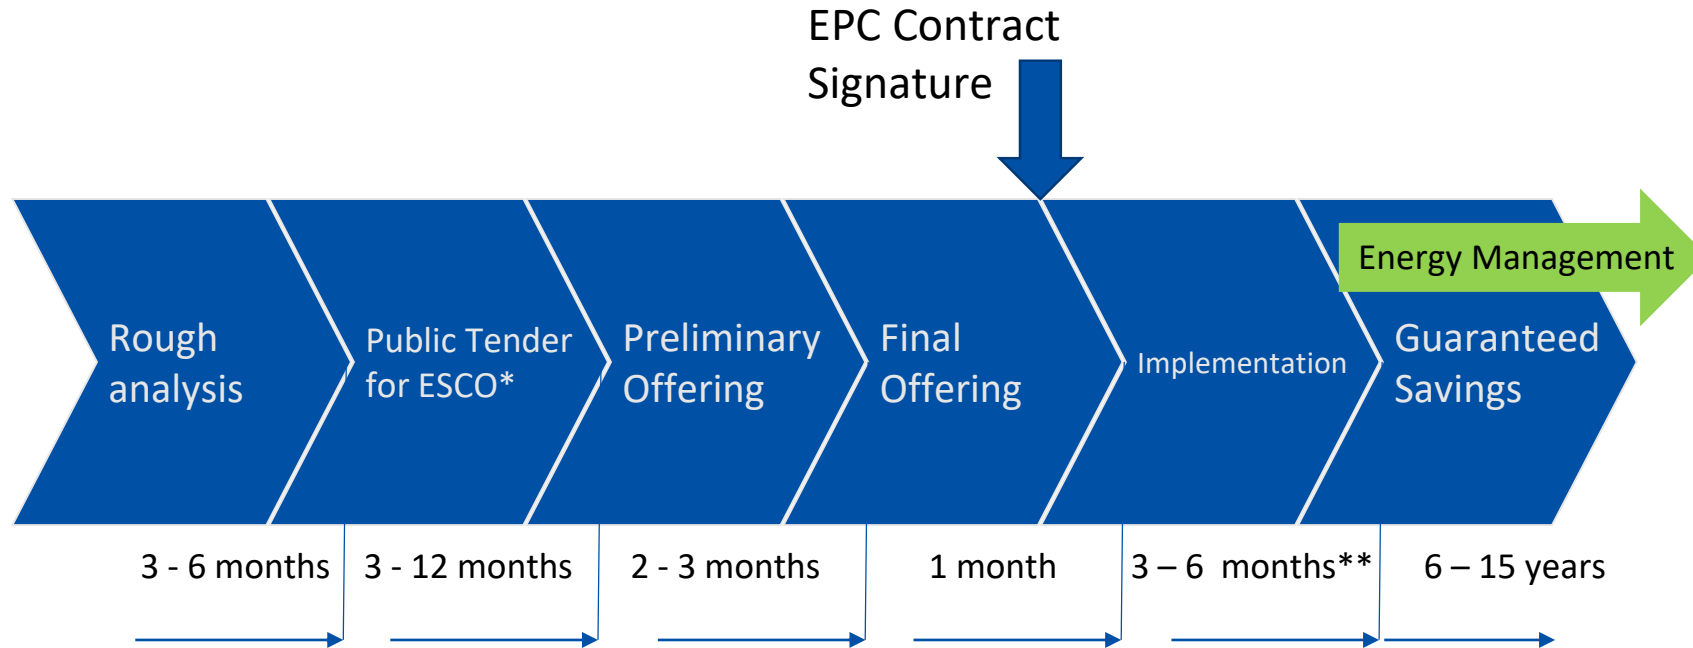 EPC Contract
Signature
Energy Management
Rough
analysis
Public Tender
for ESCO*
Preliminary
Offering
Final
Offering
Implementation
Guaranteed
Savings
3 - 6 months
3 - 12 months
2 - 3 months
1 month
3 – 6  months**
6 – 15 years